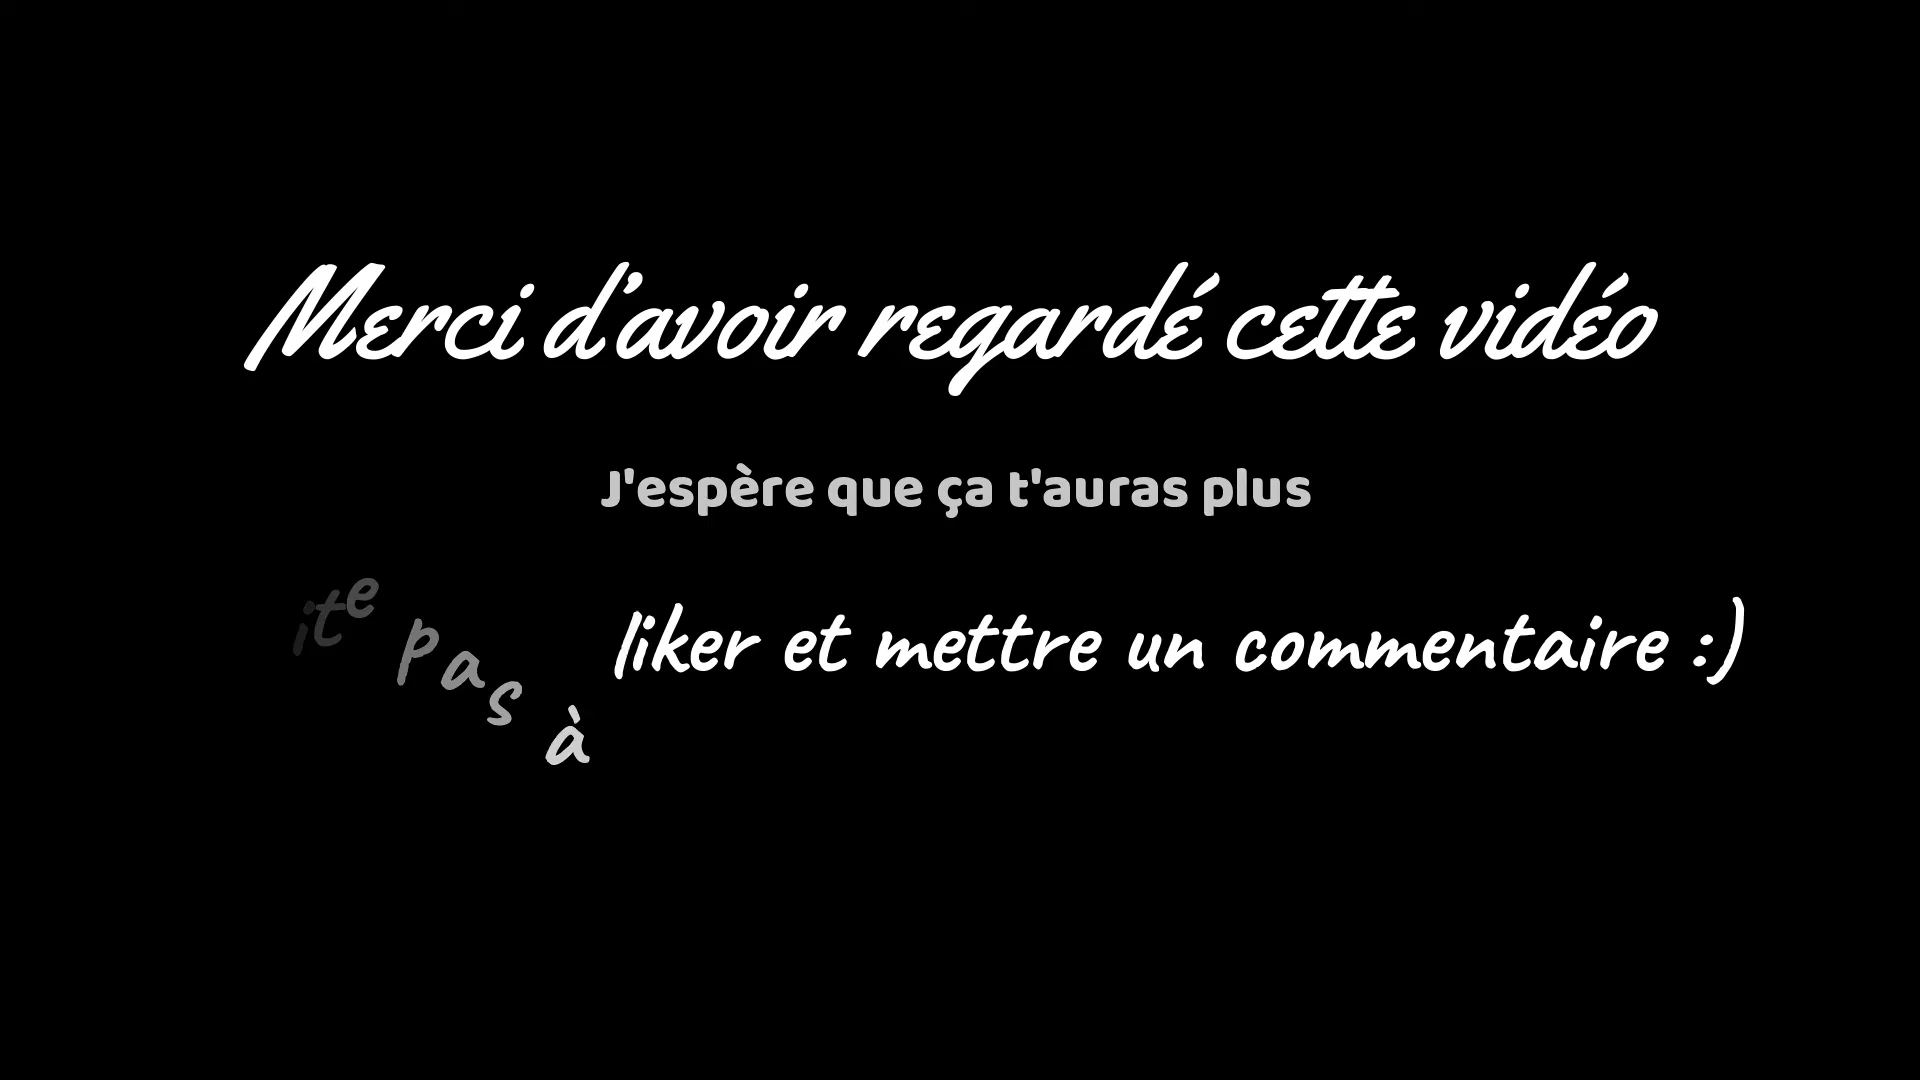 Merci d'avoir regardé cette vidéo
J'espère que ça t'auras plus
ite pas à liker et mettre un commentaire :)